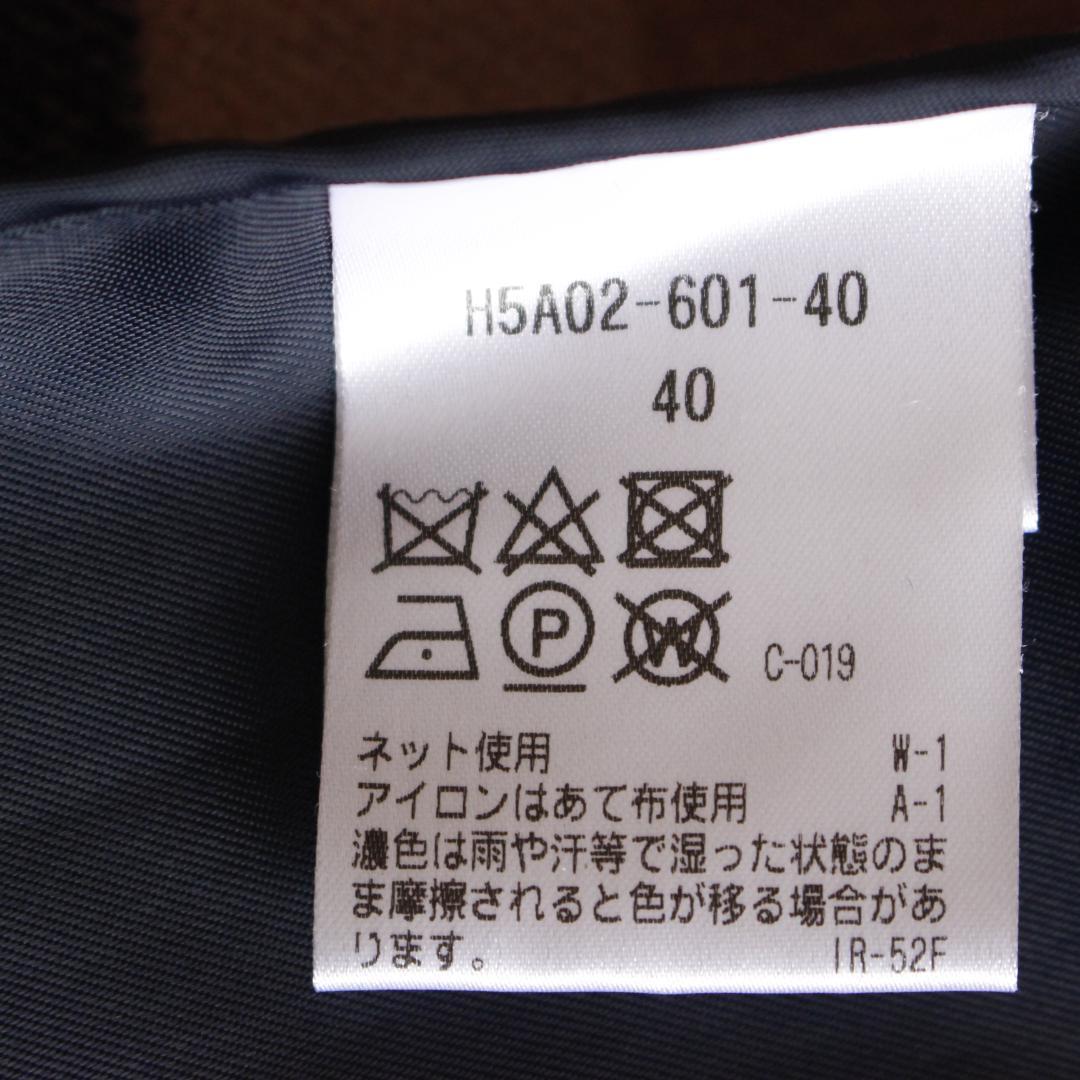 H5A02-601-40
40
P W C-019
ネット使用 W-1
アイロンはあて布使用 A-1
濃色は雨や汗等で湿った状態のま
ま摩擦されると色が移る場合があ
ります。 IR-52F